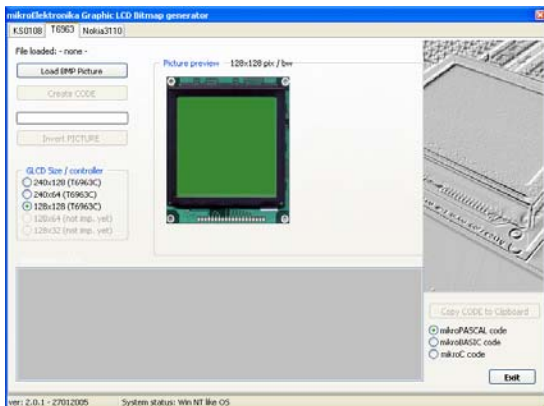 mikroElektronika Graphic LCD Bitmap generator
KS0108 T6963 Nokia3110
File loaded: - none -
Load BMP Picture
Create CODE
Invert PICTURE
Picture preview 128x128 pix / bw
GLCD Size / controller
240x128 (T6963C)
240x64 (T6963C)
128x128 (T6963C)
128x64 (not imp. yet)
128x32 (not imp. yet)
Copy CODE to Clipboard
mikroPASCAL code
mikroBASIC code
mikroC code
Exit
ver: 2.0.1 - 27012005 System status: Win NT like OS